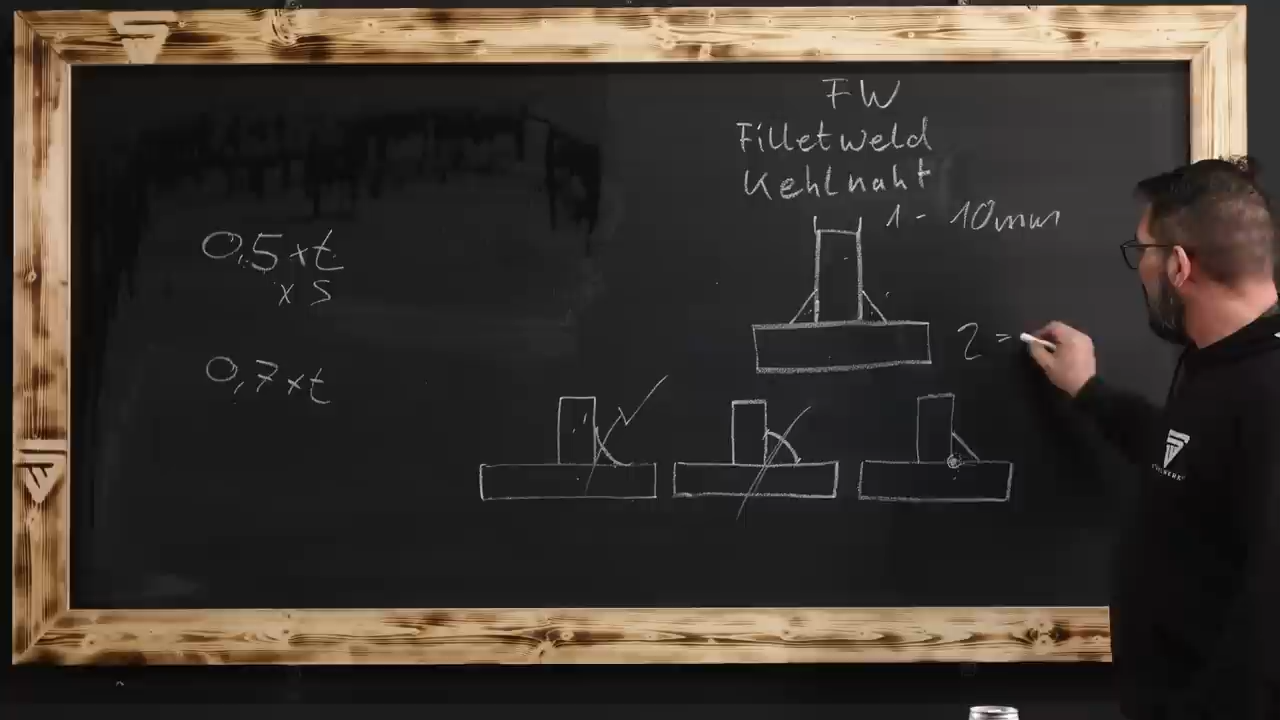 FW
Filletweld
Kehlnaht
1 - 10mm
0,5 x t
x s
0,7 x t
2 =